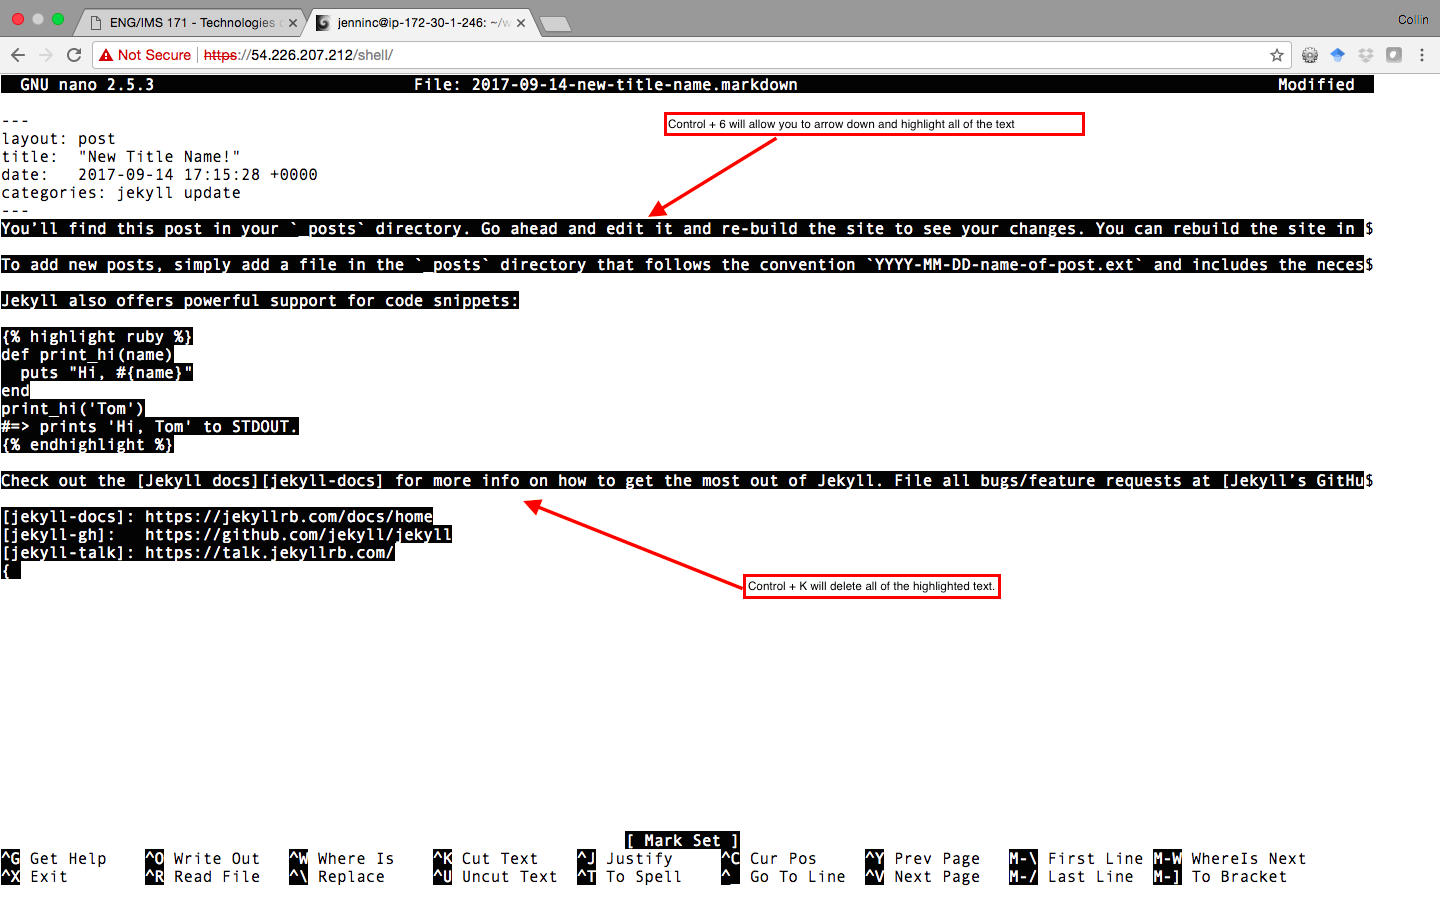 ENG/IMS 171 - Technologies
jenninc@ip-172-30-1-246: ~/w
Collin
Not Secure https://54.226.207.212/shell/
GNU nano 2.5.3 File: 2017-09-14-new-title-name.markdown Modified
---
Control + 6 will allow you to arrow down and highlight all of the text
layout: post
title:  "New Title Name!"
date:   2017-09-14 17:15:28 +0000
categories: jekyll update
---
You’ll find this post in your `_posts` directory. Go ahead and edit it and re-build the site to see your changes. You can rebuild the site in $
To add new posts, simply add a file in the `_posts` directory that follows the convention `YYYY-MM-DD-name-of-post.ext` and includes the neces$
Jekyll also offers powerful support for code snippets:
{% highlight ruby %}
def print_hi(name)
  puts "Hi, #{name}"
end
print_hi('Tom')
#=> prints 'Hi, Tom' to STDOUT.
{% endhighlight %}
Check out the [Jekyll docs][jekyll-docs] for more info on how to get the most out of Jekyll. File all bugs/feature requests at [Jekyll’s GitHu$
[jekyll-docs]: https://jekyllrb.com/docs/home
[jekyll-gh]:   https://github.com/jekyll/jekyll
[jekyll-talk]: https://talk.jekyllrb.com/
{
Control + K will delete all of the highlighted text.
[ Mark Set ]
^G Get Help ^O Write Out ^W Where Is ^K Cut Text ^J Justify ^C Cur Pos ^Y Prev Page M-\ First Line M-W WhereIs Next
^X Exit ^R Read File ^\ Replace ^U Uncut Text ^T To Spell ^_ Go To Line ^V Next Page M-/ Last Line M-] To Bracket